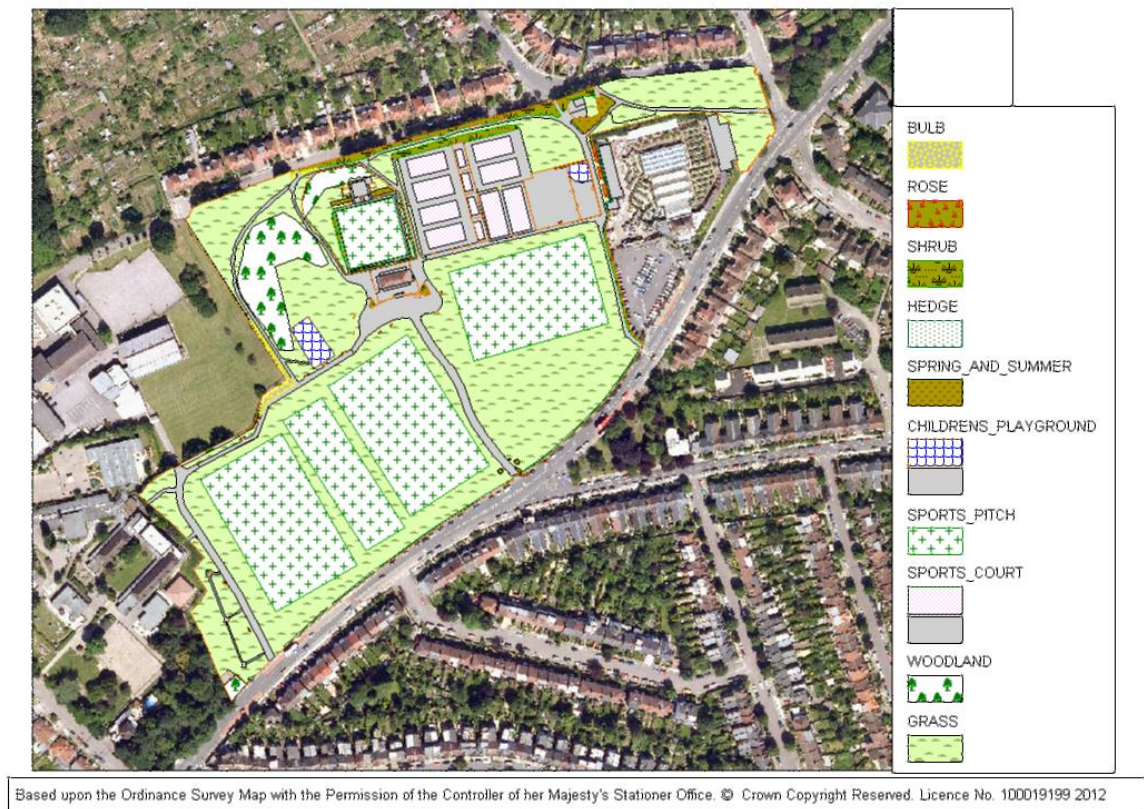 BULB
ROSE
SHRUB
HEDGE
SPRING_AND_SUMMER
CHILDRENS_PLAYGROUND
SPORTS_PITCH
SPORTS_COURT
WOODLAND
GRASS
Based upon the Ordinance Survey Map with the Permission of the Controller of her Majesty's Stationer Office. © Crown Copyright Reserved. Licence No. 100019199 2012